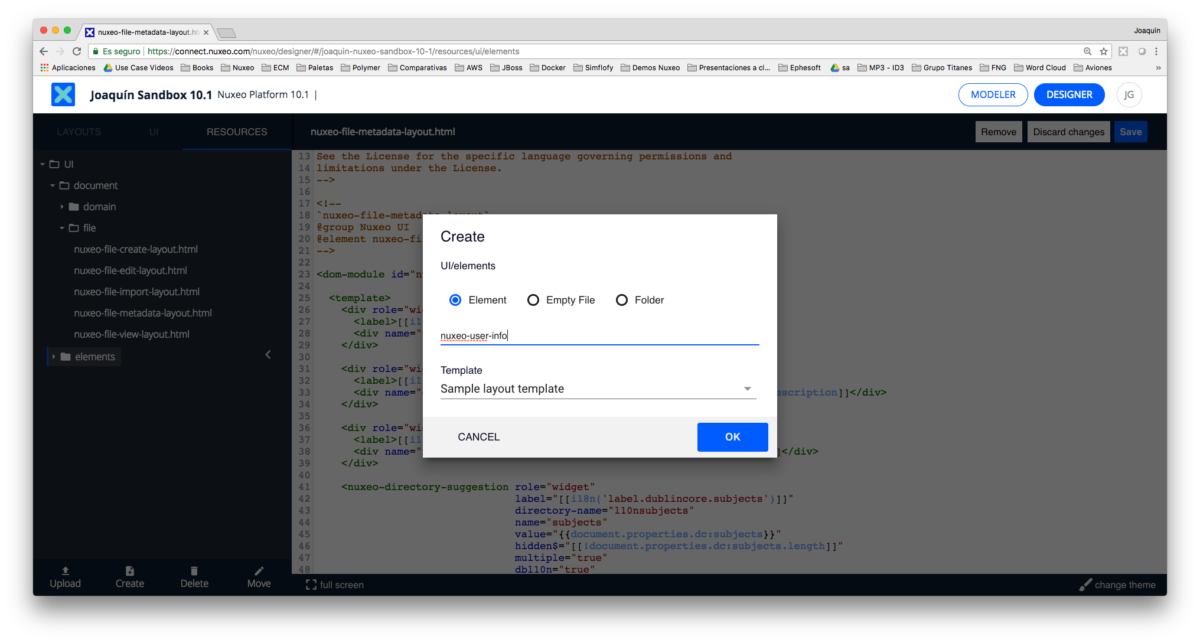 nuxeo-file-metadata-layout.ht
Joaquin
Es seguro | https://connect.nuxeo.com/nuxeo/designer/#/joaquin-nuxeo-sandbox-10-1/resources/ui/elements
Aplicaciones Use Case Videos Books Nuxeo ECM Paletas Polymer Comparativas AWS JBoss Docker Simflofy Demos Nuxeo Presentaciones a cl... Ephesoft sa MP3 - ID3 Grupo Titanes FNG Word Cloud Aviones »
Joaquín Sandbox 10.1 Nuxeo Platform 10.1 |
MODELER DESIGNER JG
LAYOUTS UI RESOURCES
nuxeo-file-metadata-layout.html
Remove Discard changes Save
UI
document
domain
file
nuxeo-file-create-layout.html
nuxeo-file-edit-layout.html
nuxeo-file-import-layout.html
nuxeo-file-metadata-layout.html
nuxeo-file-view-layout.html
elements
13 See the License for the specific language governing permissions and
14 limitations under the License.
15 -->
16
17 <!--
18 `nuxeo-file-metadata-layout`
19 @group Nuxeo UI
20 @element nuxeo-fi
21 -->
22
23 <dom-module id="n
24
25 <template>
26 <div role="wi
27 <label>[[i1
28 <div name="
29 </div>
30
31 <div role="wi
32 <label>[[i1
33 <div name=" scription]]</div>
34 </div>
35
36 <div role="wi
37 <label>[[i1
38 <div name=" ]</div>
39 </div>
40
41 <nuxeo-directory-suggestion role="widget"
42 label="[[i18n('label.dublincore.subjects')]]"
43 directory-name="l10nsubjects"
44 name="subjects"
45 value="{{document.properties.dc:subjects}}"
46 hidden$="[[!document.properties.dc:subjects.length]]"
47 multiple="true"
48 dbl10n="true"
Create
UI/elements
Element Empty File Folder
nuxeo-user-info
Template
Sample layout template
CANCEL OK
Upload Create Delete Move
full screen
change theme